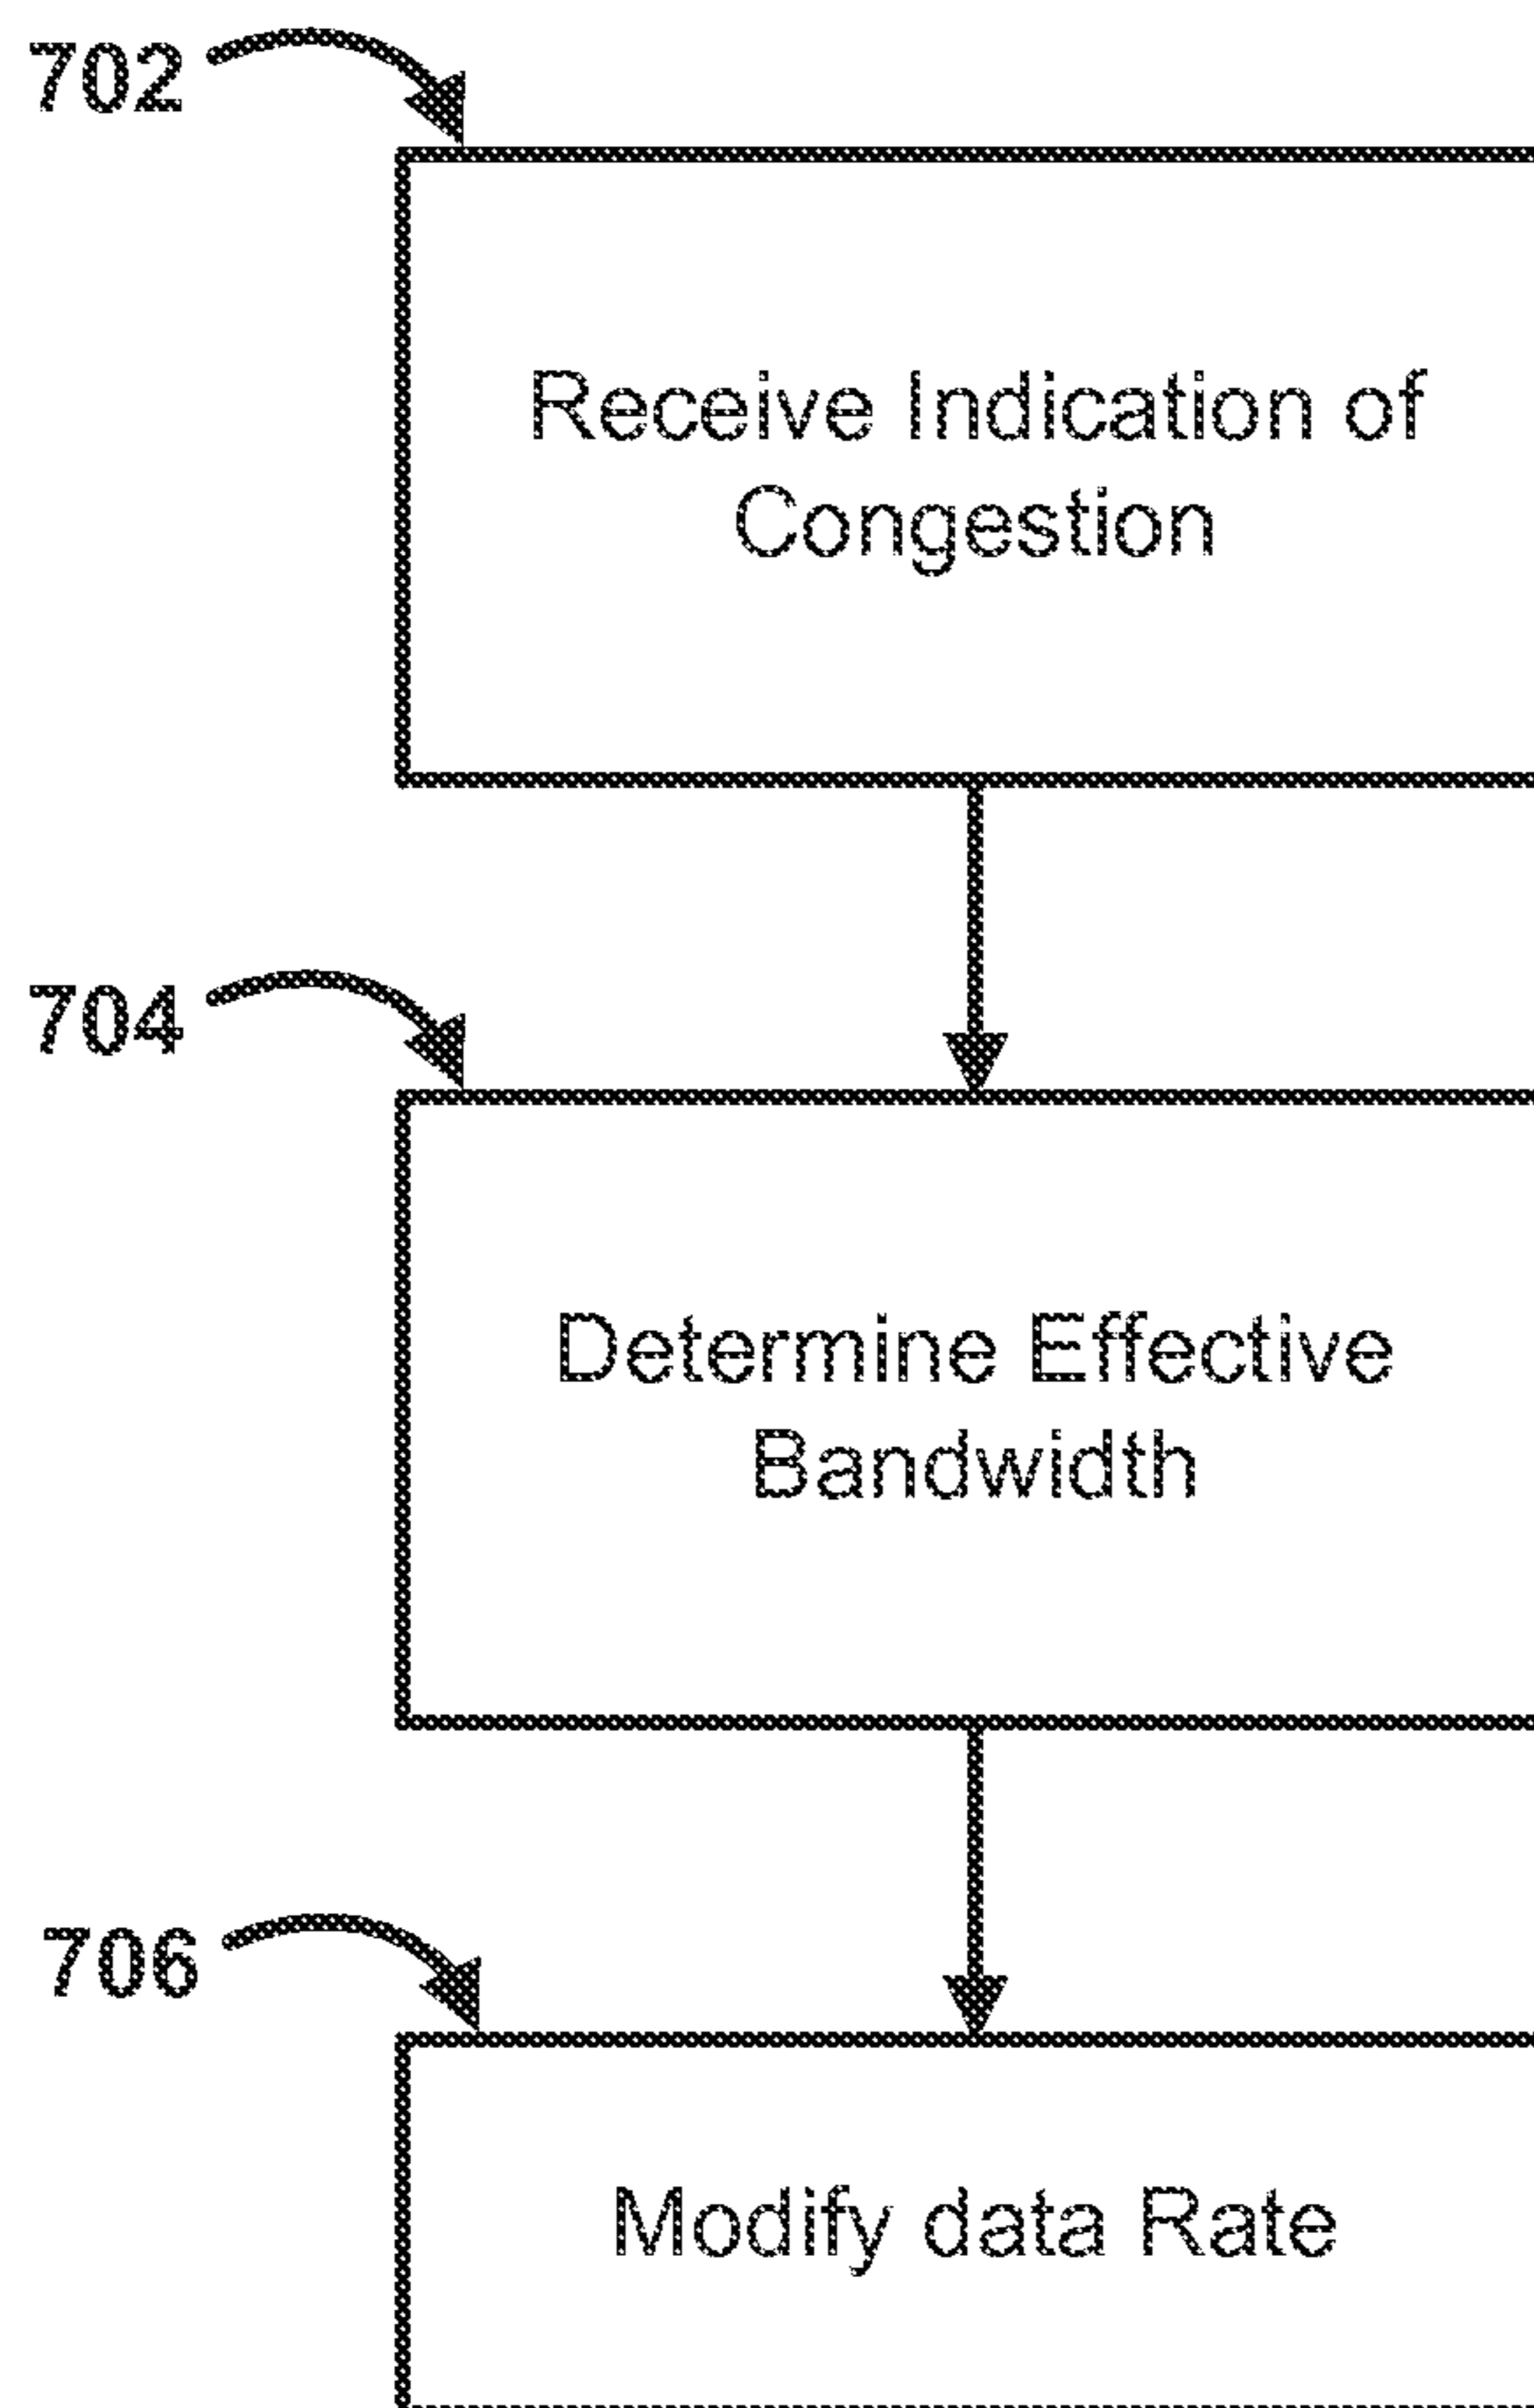 702
Receive Indication of
Congestion
704
Determine Effective
Bandwidth
706
Modify data Rate